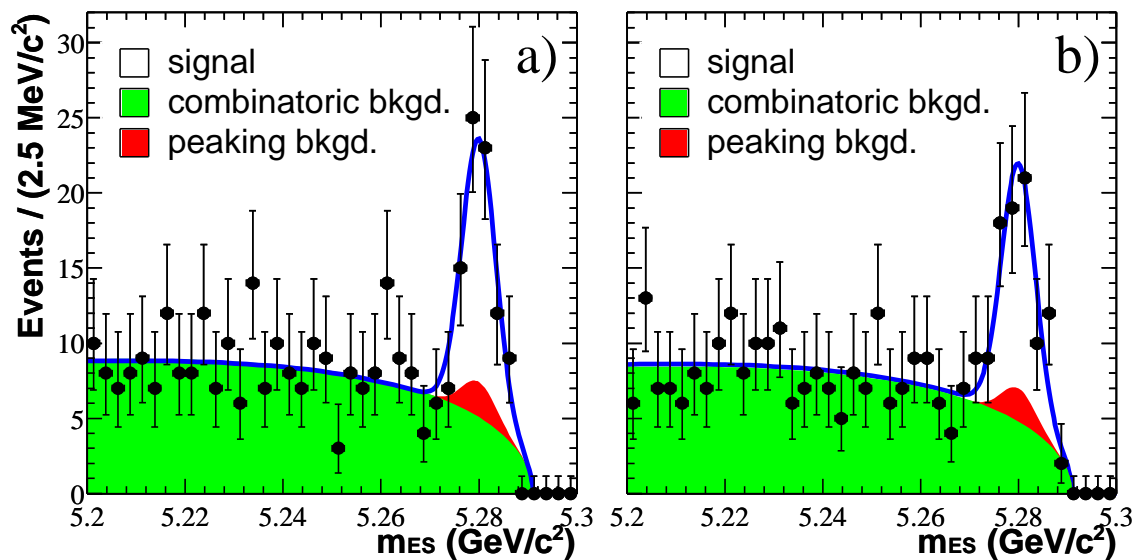 Events / (2.5 MeV/c²)
30
25
20
15
10
5
0
a)
signal
combinatoric bkgd.
peaking bkgd.
5.2
5.22
5.24
5.26
5.28
mES (GeV/c²)
b)
signal
combinatoric bkgd.
peaking bkgd.
5.2
5.22
5.24
5.26
5.28
5.3
mES (GeV/c²)